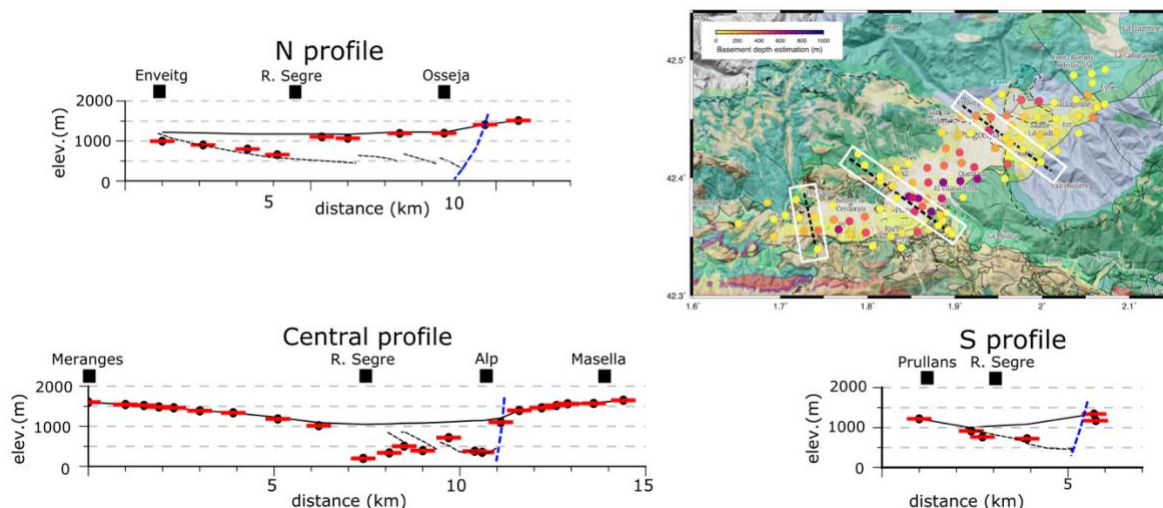 N profile
Enveitg R. Segre Osseja
2000
1000
0
elev.(m)
5 10
distance (km)
0 200 400 600 800 1000
Basement depth estimation (m)
42.5˚
42.4˚
42.3˚
1.6˚ 1.7˚ 1.8˚ 1.9˚ 2˚ 2.1˚
Central profile
Meranges R. Segre Alp Masella
2000
1000
0
elev.(m)
5 10 15
distance (km)
S profile
Prullans R. Segre
2000
1000
0
elev.(m)
5
distance (km)